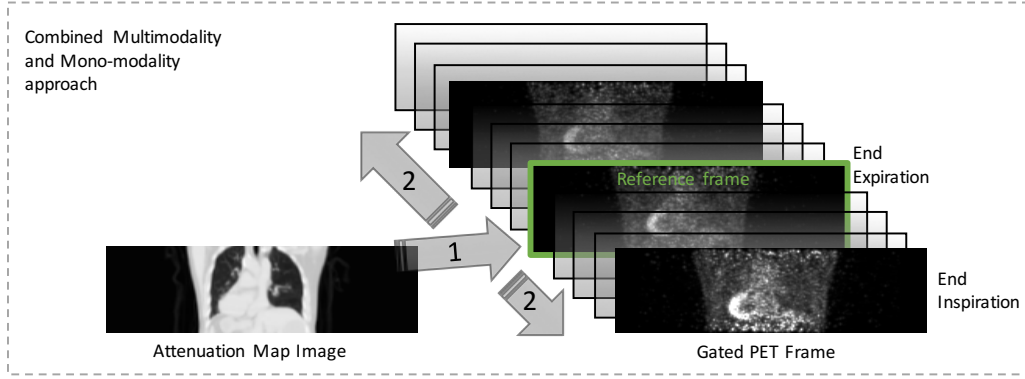 Combined Multimodality
and Mono-modality
approach
2
Reference frame
End
Expiration
1
2
End
Inspiration
Attenuation Map Image
Gated PET Frame